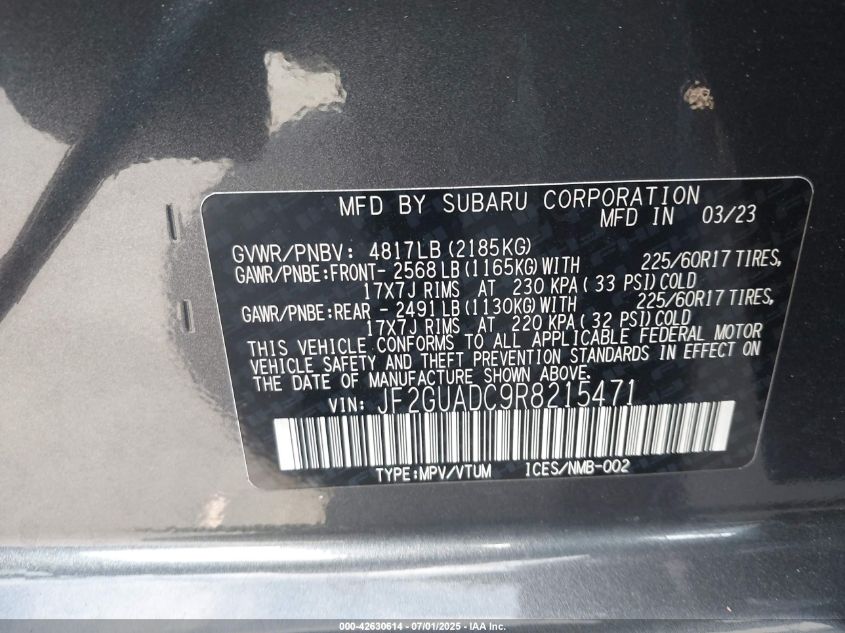 MFD BY SUBARU CORPORATION
MFD IN 03/23
GVWR/PNBV: 4817LB (2185KG)
GAWR/PNBE:FRONT- 2568 LB (1165KG) WITH 225/60R17 TIRES,
17X7J RIMS AT 230 KPA ( 33 PSI) COLD
GAWR/PNBE:REAR - 2491 LB (1130KG) WITH 225/60R17 TIRES,
17X7J RIMS AT 220 KPA ( 32 PSI) COLD
THIS VEHICLE CONFORMS TO ALL APPLICABLE FEDERAL MOTOR
VEHICLE SAFETY AND THEFT PREVENTION STANDARDS IN EFFECT ON
THE DATE OF MANUFACTURE SHOWN ABOVE.
VIN: JF2GUADC9R8215471
TYPE:MPV/VTUM ICES/NMB-002
000-42630614 - 07/01/2025 - IAA Inc.